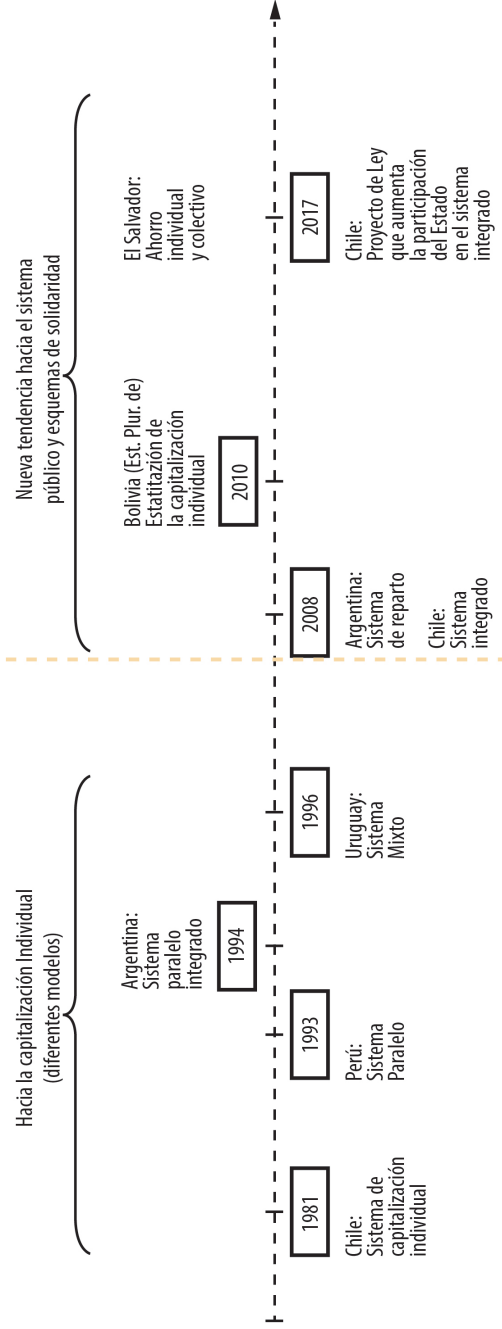 Hacia la capitalización Individual
(diferentes modelos)
Nueva tendencia hacia el sistema
público y esquemas de solidaridad
1981
Chile:
Sistema de
capitalización
individual
1993
Perú:
Sistema
Paralelo
Argentina:
Sistema
paralelo
integrado
1994
1996
Uruguay:
Sistema
Mixto
2008
Argentina:
Sistema
de reparto
Chile:
Sistema
integrado
Bolivia (Est. Plur. de)
Estatitazión de
la capitalización
individual
2010
El Salvador:
Ahorro
individual
y colectivo
2017
Chile:
Proyecto de Ley
que aumenta
la participación
del Estado
en el sistema
integrado